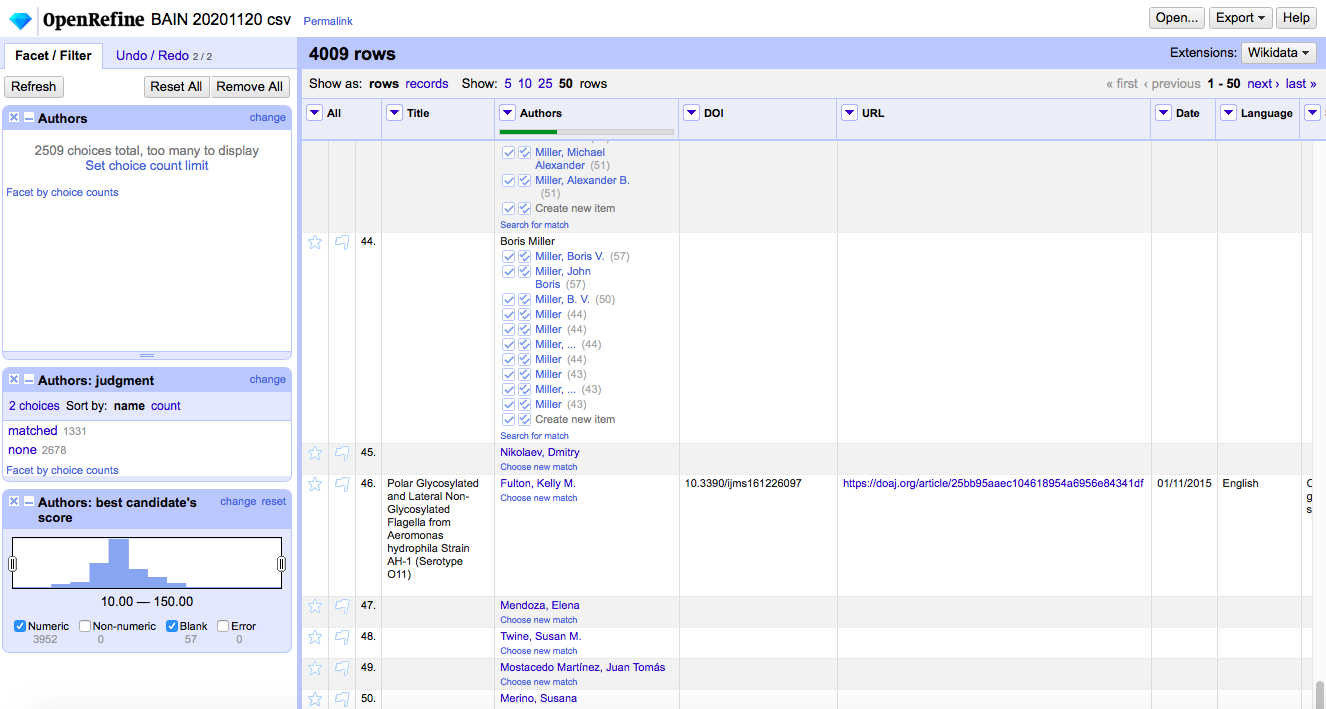 OpenRefine BAIN 20201120 csv Permalink
Open... Export Help
Facet / Filter Undo / Redo 2 / 2
Refresh Reset All Remove All
Authors change
2509 choices total, too many to display
Set choice count limit
Facet by choice counts
Authors: judgment change
2 choices Sort by: name count
matched 1331
none 2678
Facet by choice counts
Authors: best candidate's score change reset
10.00 — 150.00
Numeric Non-numeric Blank Error
3952 0 57 0
4009 rows
Extensions: Wikidata
Show as: rows records Show: 5 10 25 50 rows
« first ‹ previous 1 - 50 next › last »
All Title Authors DOI URL Date Language
Miller, Michael
Alexander (51)
Miller, Alexander B.
(51)
Create new item
Search for match
44.
Boris Miller
Miller, Boris V. (57)
Miller, John
Boris (57)
Miller, B. V. (50)
Miller (44)
Miller (44)
Miller, ... (44)
Miller (44)
Miller (43)
Miller, ... (43)
Miller (43)
Create new item
Search for match
45.
Nikolaev, Dmitry
Choose new match
46.
Polar Glycosylated
and Lateral Non-
Glycosylated
Flagella from
Aeromonas
hydrophila Strain
AH-1 (Serotype
O11)
Fulton, Kelly M.
Choose new match
10.3390/ijms161226097
https://doaj.org/article/25bb95aaec104618954a6956e84341df
01/11/2015
English
47.
Mendoza, Elena
Choose new match
48.
Twine, Susan M.
Choose new match
49.
Mostacedo Martínez, Juan Tomás
Choose new match
50.
Merino, Susana